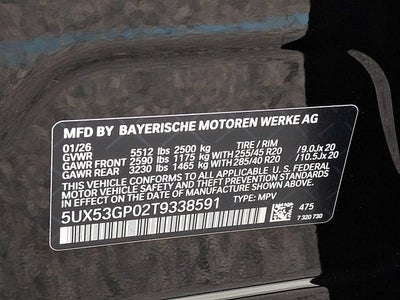 MFD BY BAYERISCHE MOTOREN WERKE AG
01/26 TIRE / RIM
GVWR 5512 lbs 2500 kg
GAWR FRONT 2590 lbs 1175 kg with 255/45 R20 /9.0Jx 20
GAWR REAR 3230 lbs 1465 kg with 285/40 R20 /10.5Jx 20
THIS VEHICLE CONFORMS TO ALL APPLICABLE U. S. FEDERAL
MOTOR VEHICLE SAFETY, BUMPER, AND THEFT PREVENTION
STANDARDS IN EFFECT ON THE DATE OF MANUFACTURE SHOWN ABOVE.
5UX53GP02T9338591 TYPE: MPV
475
7 320 730